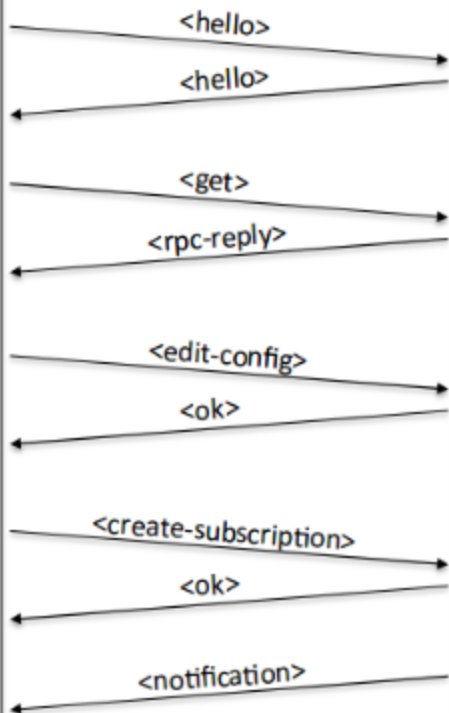 <hello>
<hello>
<get>
<rpc-reply>
<edit-config>
<ok>
<create-subscription>
<ok>
<notification>